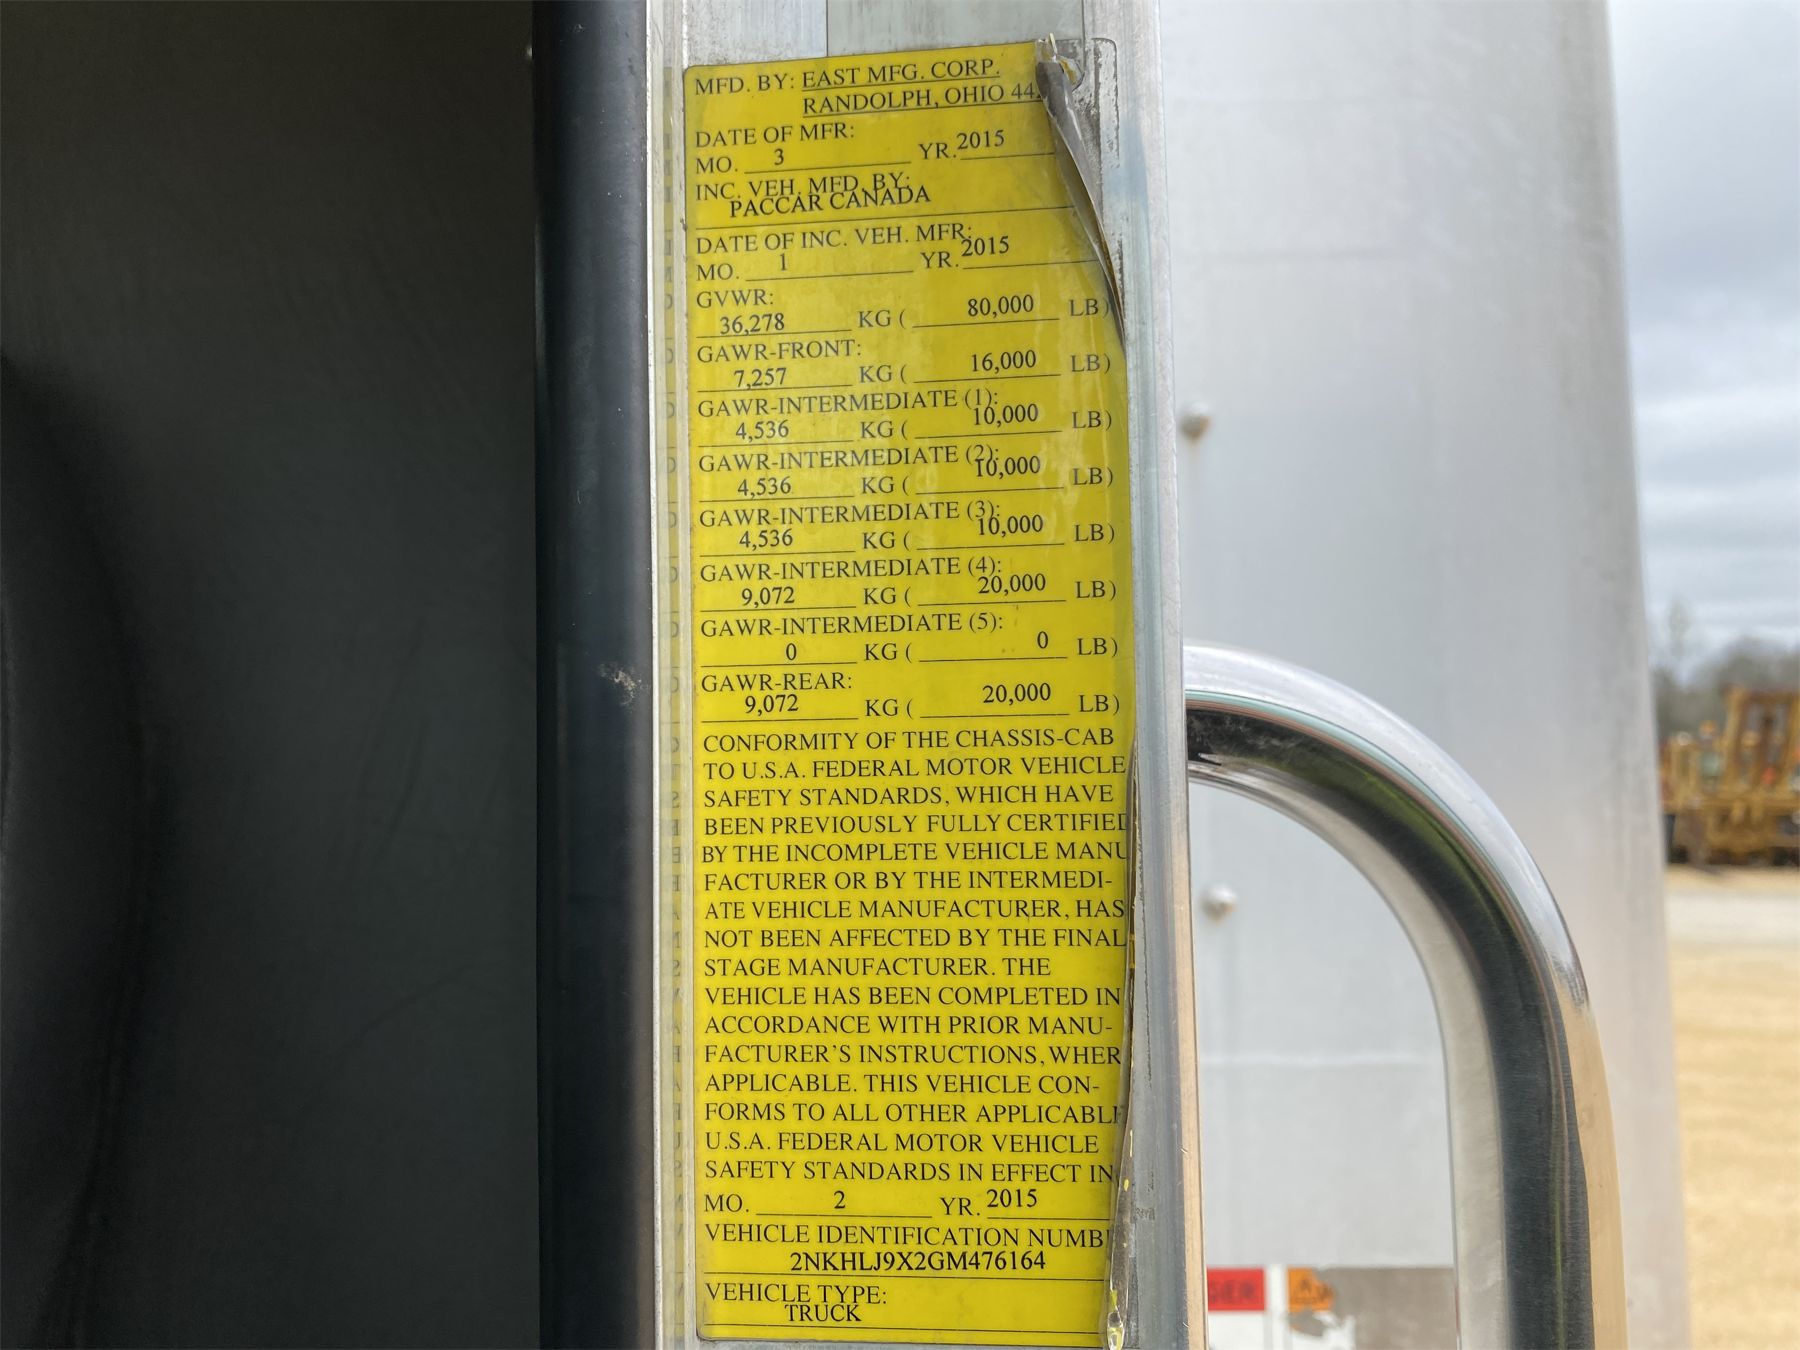 MFD. BY: EAST MFG. CORP.
RANDOLPH, OHIO
DATE OF MFR:
MO. 3 YR. 2015
INC. VEH. MFD. BY:
PACCAR CANADA
DATE OF INC. VEH. MFR:
MO. 1 YR. 2015
GVWR:
36,278 KG ( 80,000 LB)
GAWR-FRONT:
7,257 KG ( 16,000 LB)
GAWR-INTERMEDIATE (1):
4,536 KG ( 10,000 LB)
GAWR-INTERMEDIATE (2):
4,536 KG ( 10,000 LB)
GAWR-INTERMEDIATE (3):
4,536 KG ( 10,000 LB)
GAWR-INTERMEDIATE (4):
9,072 KG ( 20,000 LB)
GAWR-INTERMEDIATE (5):
0 KG ( 0 LB)
GAWR-REAR:
9,072 KG ( 20,000 LB)
CONFORMITY OF THE CHASSIS-CAB
TO U.S.A. FEDERAL MOTOR VEHICLE
SAFETY STANDARDS, WHICH HAVE
BEEN PREVIOUSLY FULLY CERTIFIED
BY THE INCOMPLETE VEHICLE MANU
FACTURER OR BY THE INTERMEDI-
ATE VEHICLE MANUFACTURER, HAS
NOT BEEN AFFECTED BY THE FINAL
STAGE MANUFACTURER. THE
VEHICLE HAS BEEN COMPLETED IN
ACCORDANCE WITH PRIOR MANU-
FACTURER'S INSTRUCTIONS, WHER
APPLICABLE. THIS VEHICLE CON-
FORMS TO ALL OTHER APPLICABLE
U.S.A. FEDERAL MOTOR VEHICLE
SAFETY STANDARDS IN EFFECT IN
MO. 2 YR. 2015
VEHICLE IDENTIFICATION NUMB
2NKHLJ9X2GM476164
VEHICLE TYPE:
TRUCK